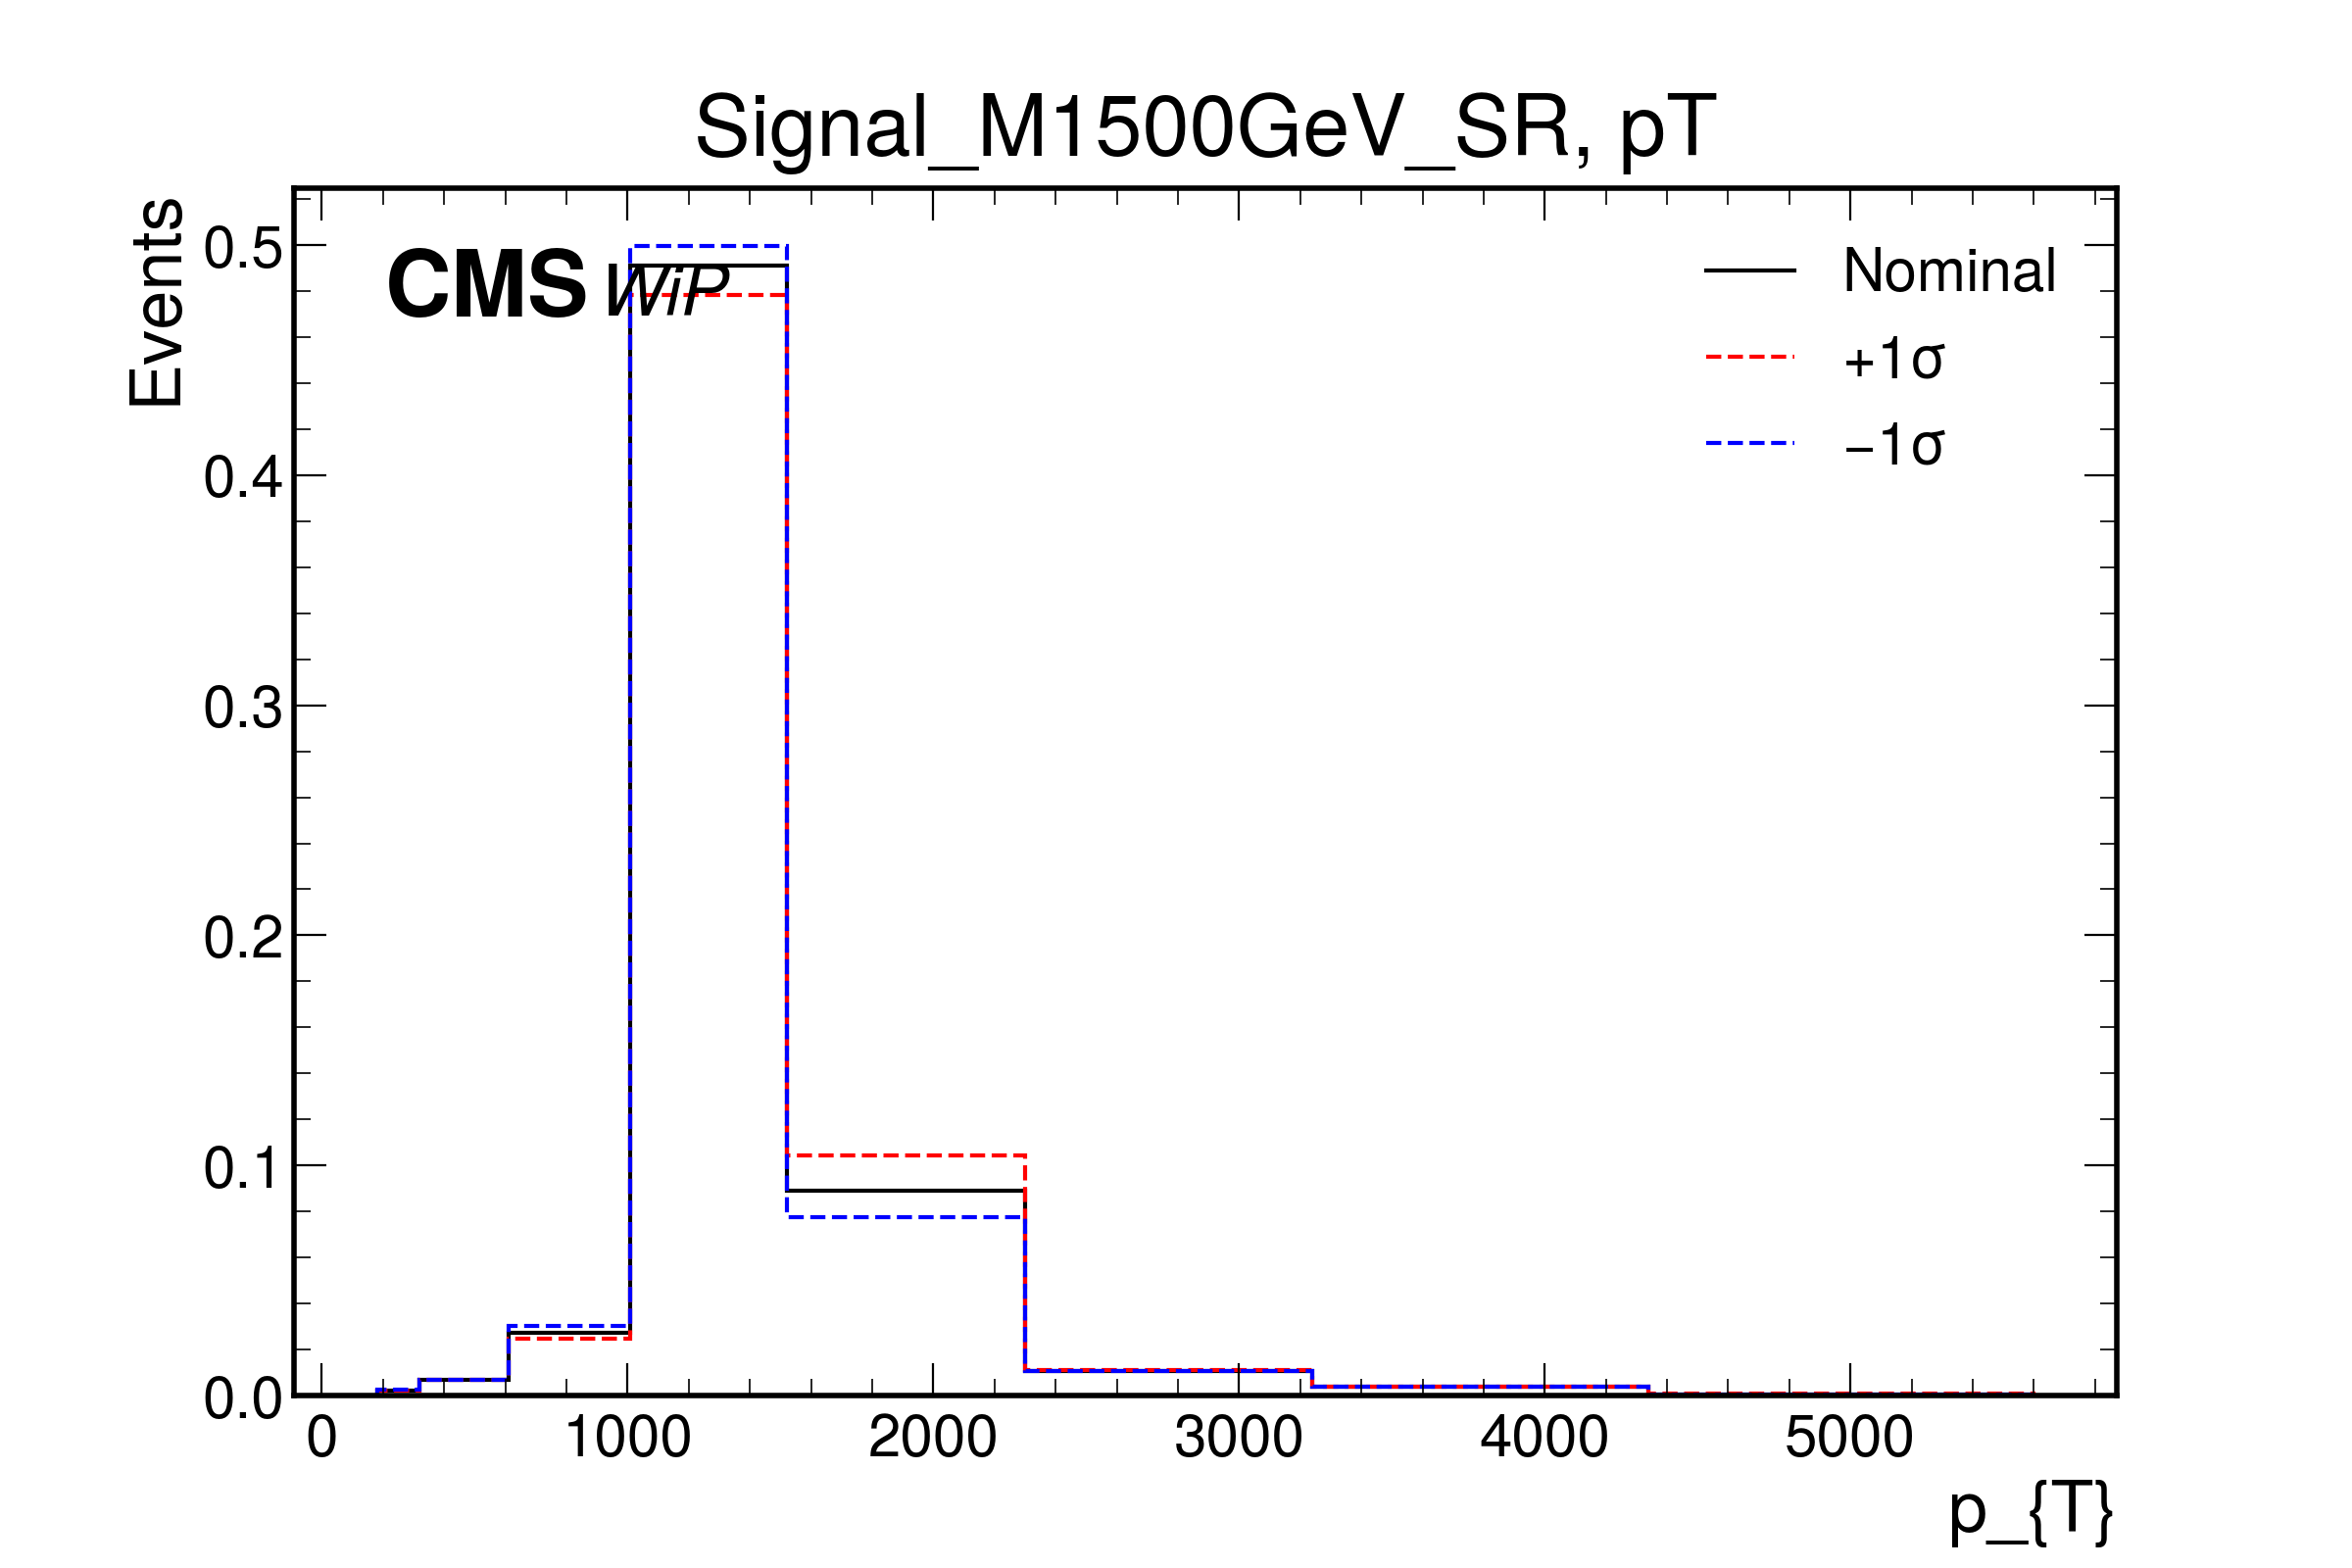 Signal_M1500GeV_SR, pT
Events
CMS WiP
Nominal
+1σ
−1σ
0.5
0.4
0.3
0.2
0.1
0.0
0 1000 2000 3000 4000 5000
p_{T}